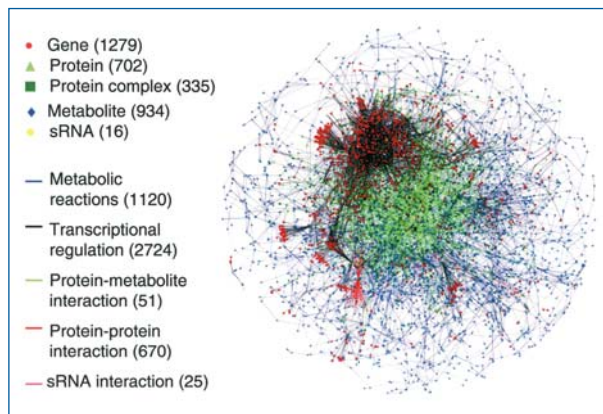 Gene (1279)
Protein (702)
Protein complex (335)
Metabolite (934)
sRNA (16)
Metabolic
reactions (1120)
Transcriptional
regulation (2724)
Protein-metabolite
interaction (51)
Protein-protein
interaction (670)
sRNA interaction (25)